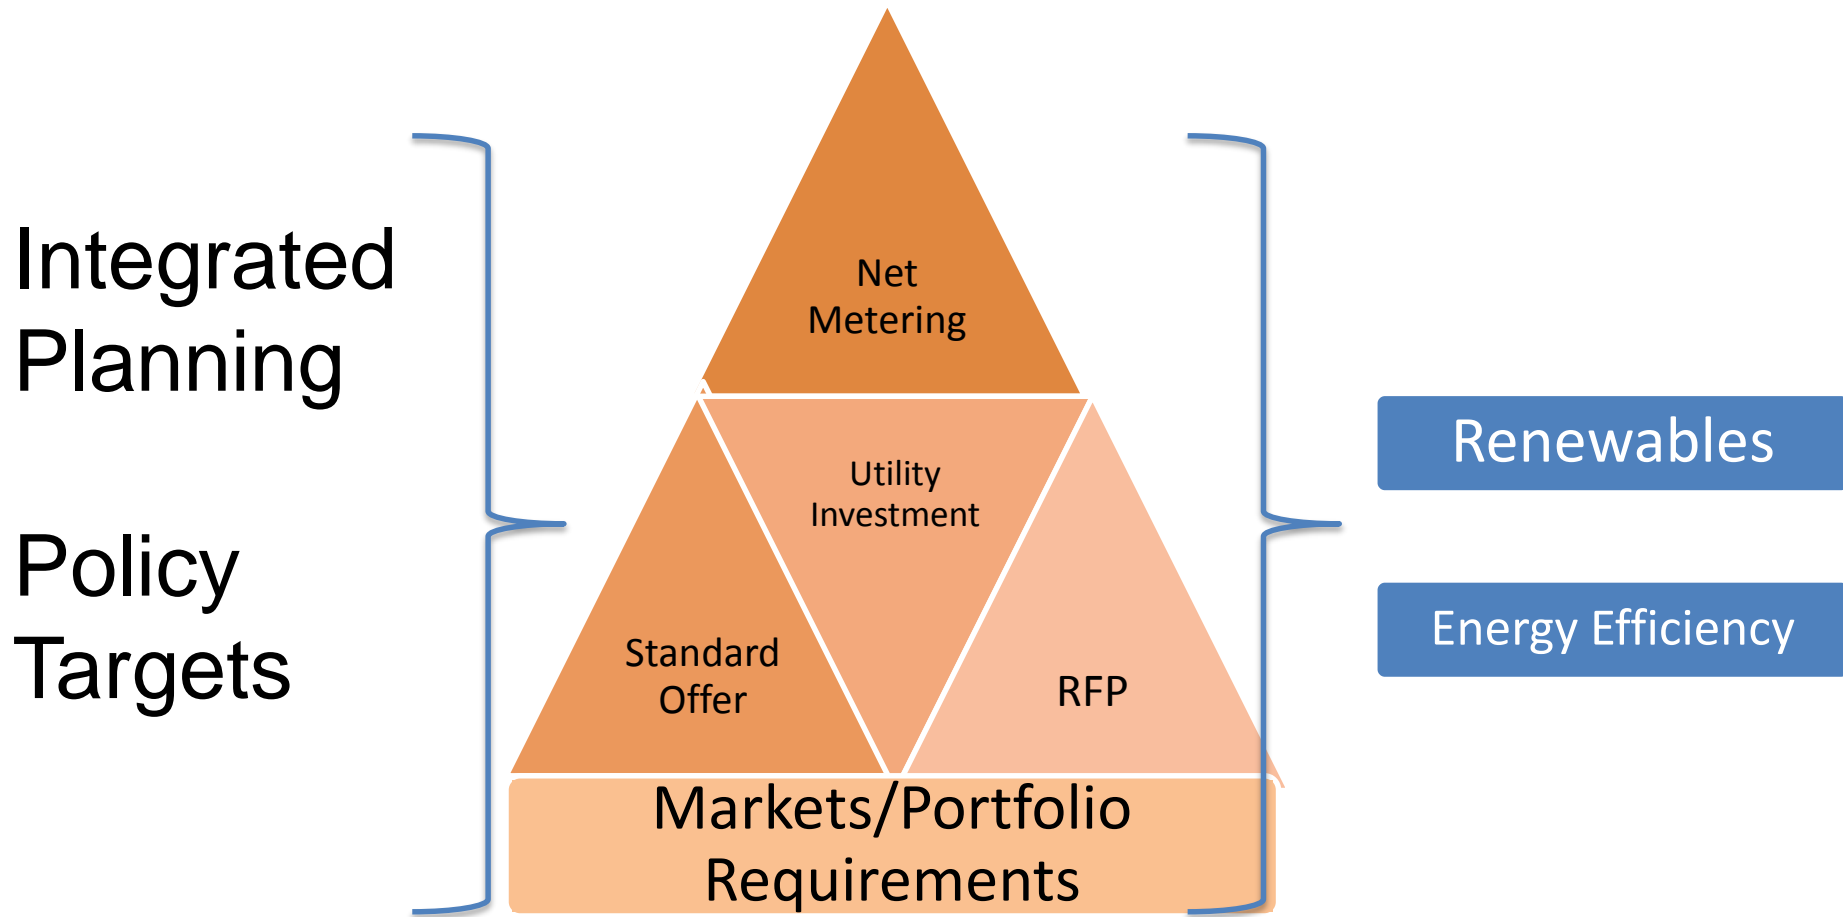 Integrated
Planning
Policy
Targets
Net
Metering
Utility
Investment
Standard
Offer
RFP
Markets/Portfolio
Requirements
Renewables
Energy Efficiency